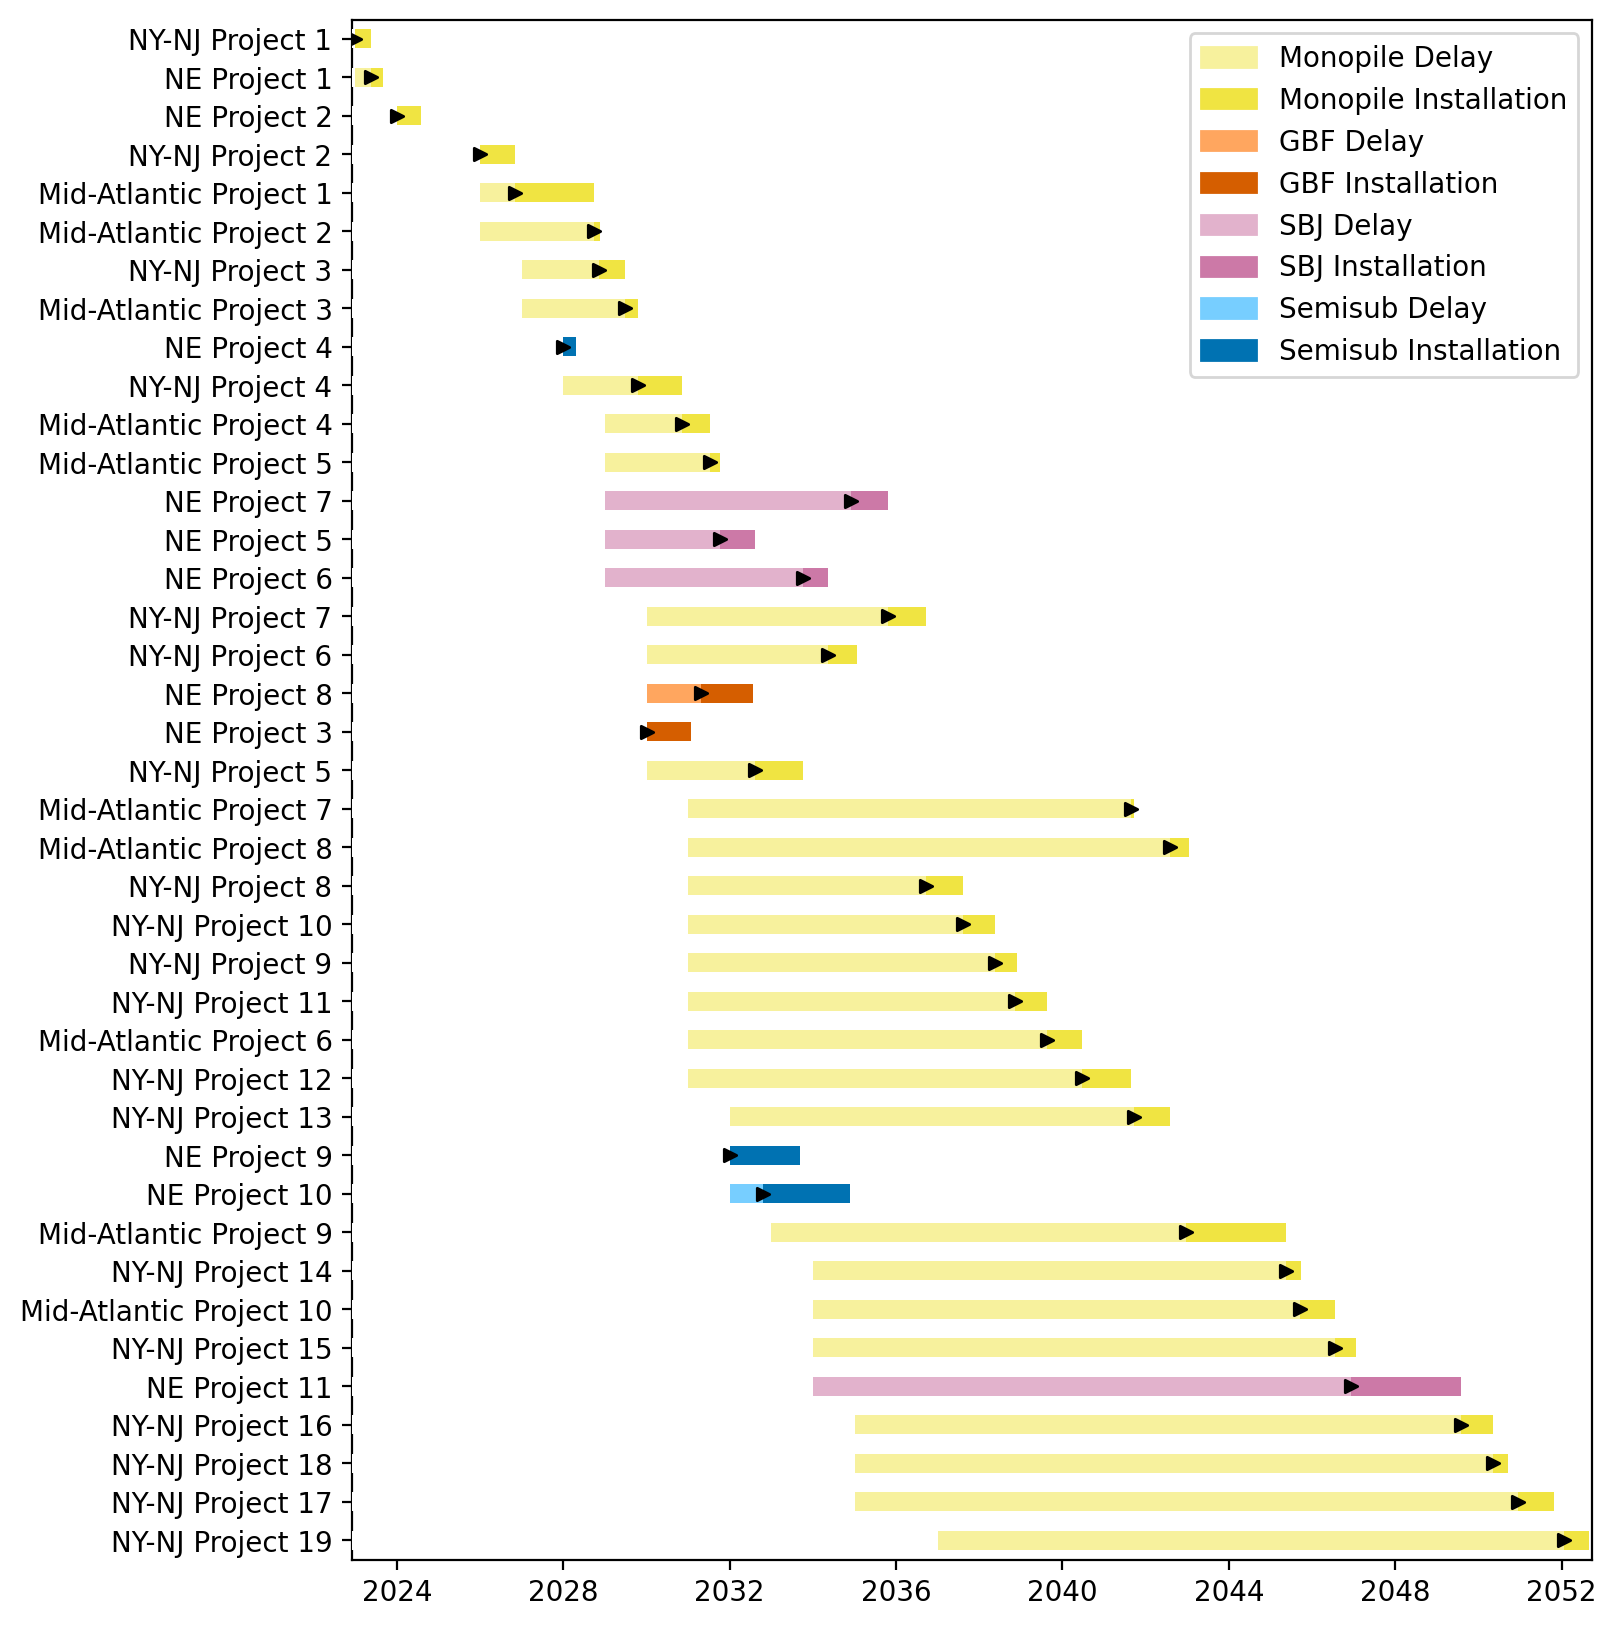 NY-NJ Project 1
NE Project 1
NE Project 2
NY-NJ Project 2
Mid-Atlantic Project 1
Mid-Atlantic Project 2
NY-NJ Project 3
Mid-Atlantic Project 3
NE Project 4
NY-NJ Project 4
Mid-Atlantic Project 4
Mid-Atlantic Project 5
NE Project 7
NE Project 5
NE Project 6
NY-NJ Project 7
NY-NJ Project 6
NE Project 8
NE Project 3
NY-NJ Project 5
Mid-Atlantic Project 7
Mid-Atlantic Project 8
NY-NJ Project 8
NY-NJ Project 10
NY-NJ Project 9
NY-NJ Project 11
Mid-Atlantic Project 6
NY-NJ Project 12
NY-NJ Project 13
NE Project 9
NE Project 10
Mid-Atlantic Project 9
NY-NJ Project 14
Mid-Atlantic Project 10
NY-NJ Project 15
NE Project 11
NY-NJ Project 16
NY-NJ Project 18
NY-NJ Project 17
NY-NJ Project 19
Monopile Delay
Monopile Installation
GBF Delay
GBF Installation
SBJ Delay
SBJ Installation
Semisub Delay
Semisub Installation
2024 2028 2032 2036 2040 2044 2048 2052